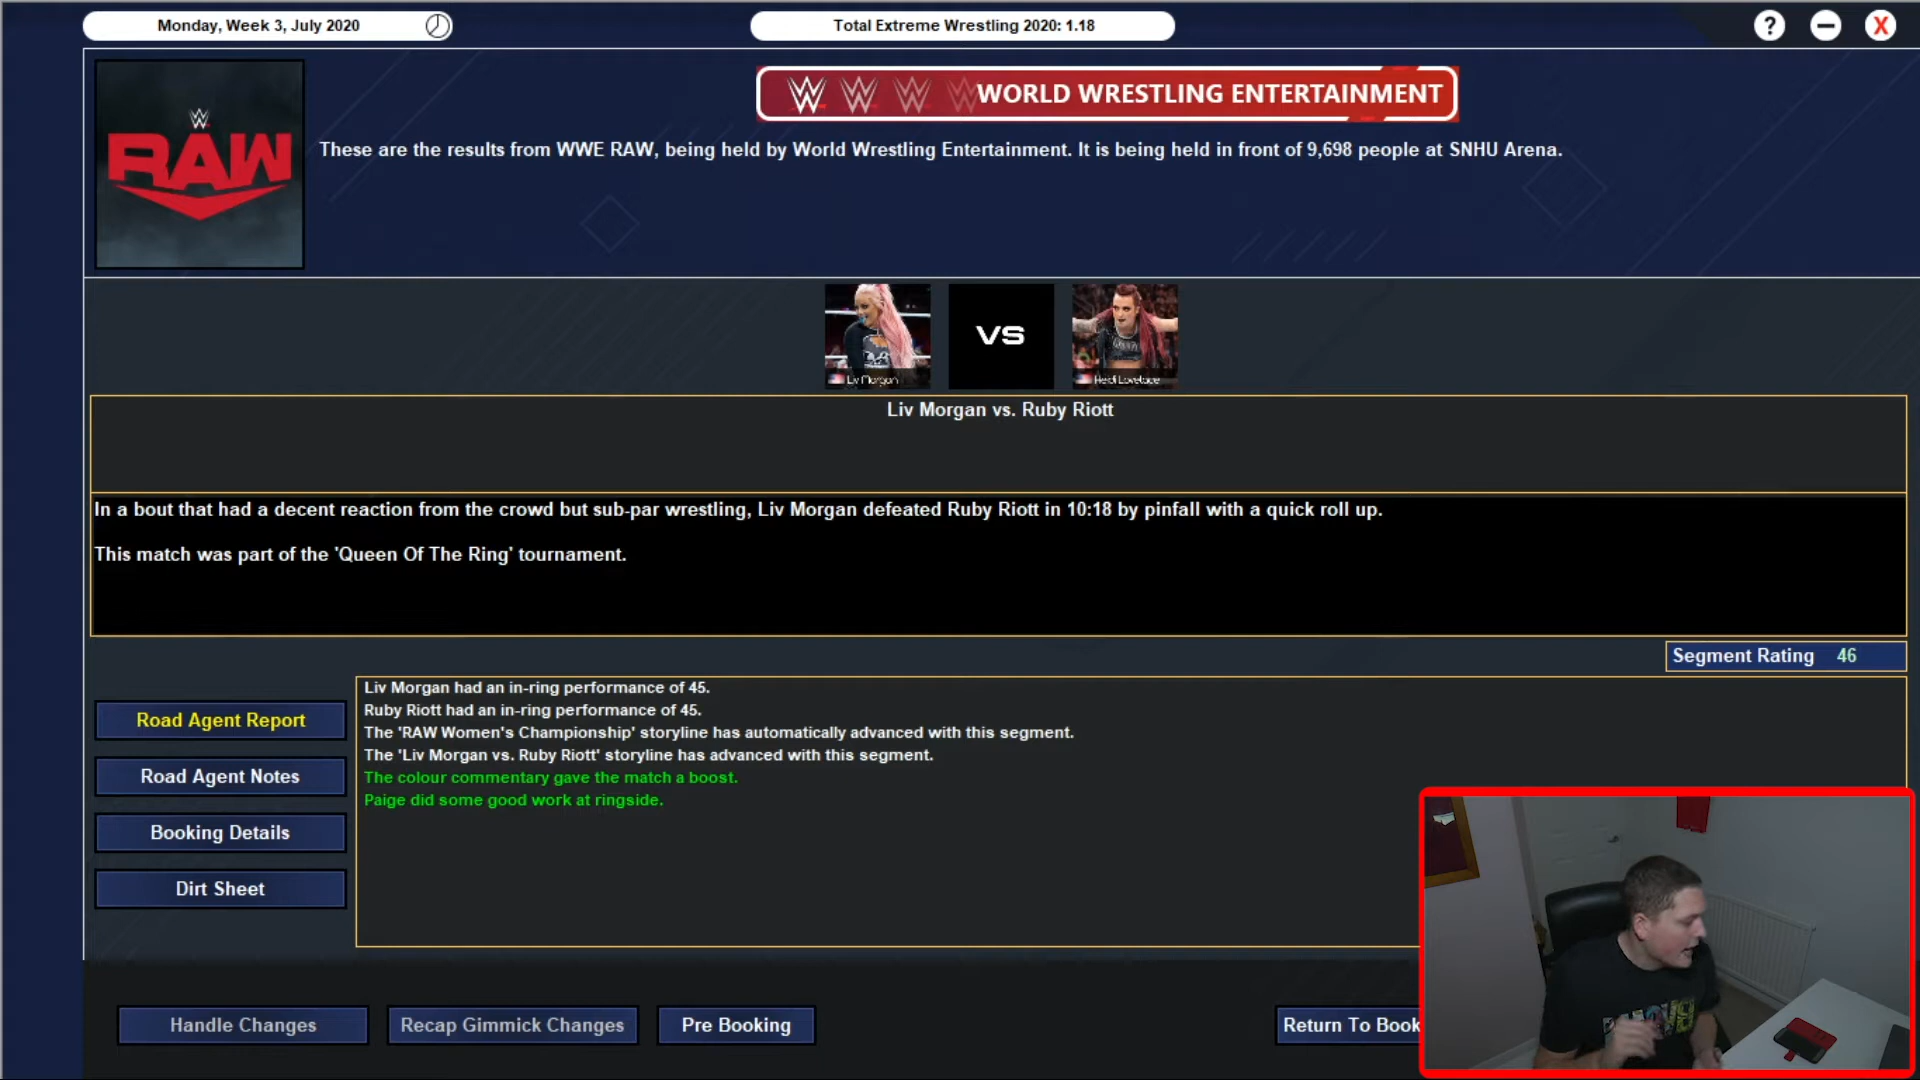 Monday, Week 3, July 2020
Total Extreme Wrestling 2020: 1.18
?
X
W
RAW
W W W W WORLD WRESTLING ENTERTAINMENT
These are the results from WWE RAW, being held by World Wrestling Entertainment. It is being held in front of 9,698 people at SNHU Arena.
Liv Morgan
VS
Heidi Lovelace
Liv Morgan vs. Ruby Riott
In a bout that had a decent reaction from the crowd but sub-par wrestling, Liv Morgan defeated Ruby Riott in 10:18 by pinfall with a quick roll up.
This match was part of the 'Queen Of The Ring' tournament.
Segment Rating 46
Road Agent Report
Road Agent Notes
Booking Details
Dirt Sheet
Liv Morgan had an in-ring performance of 45.
Ruby Riott had an in-ring performance of 45.
The 'RAW Women's Championship' storyline has automatically advanced with this segment.
The 'Liv Morgan vs. Ruby Riott' storyline has advanced with this segment.
The colour commentary gave the match a boost.
Paige did some good work at ringside.
Handle Changes
Recap Gimmick Changes
Pre Booking
Return To Book